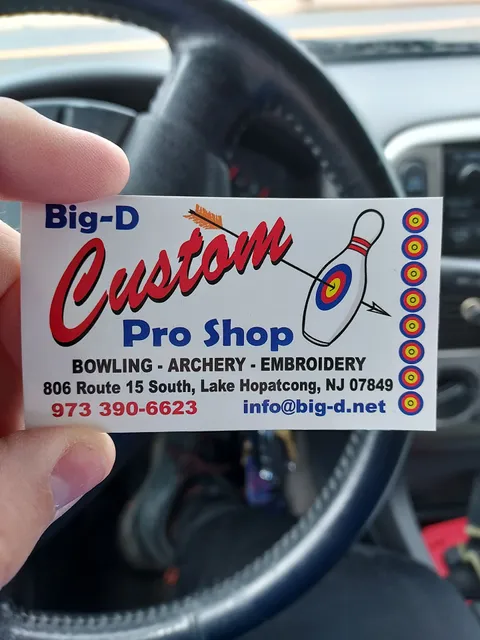 Big-D
Custom
Pro Shop
BOWLING - ARCHERY - EMBROIDERY
806 Route 15 South, Lake Hopatcong, NJ 07849
973 390-6623 info@big-d.net